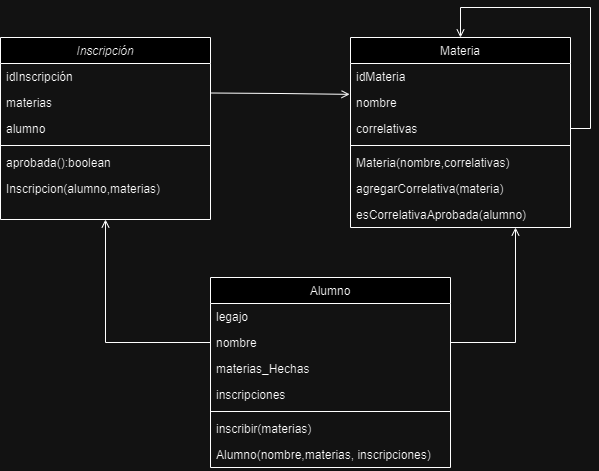 Inscripción
idInscripción
materias
alumno
aprobada():boolean
Inscripcion(alumno,materias)
Materia
idMateria
nombre
correlativas
Materia(nombre,correlativas)
agregarCorrelativa(materia)
esCorrelativaAprobada(alumno)
Alumno
legajo
nombre
materias_Hechas
inscripciones
inscribir(materias)
Alumno(nombre,materias, inscripciones)